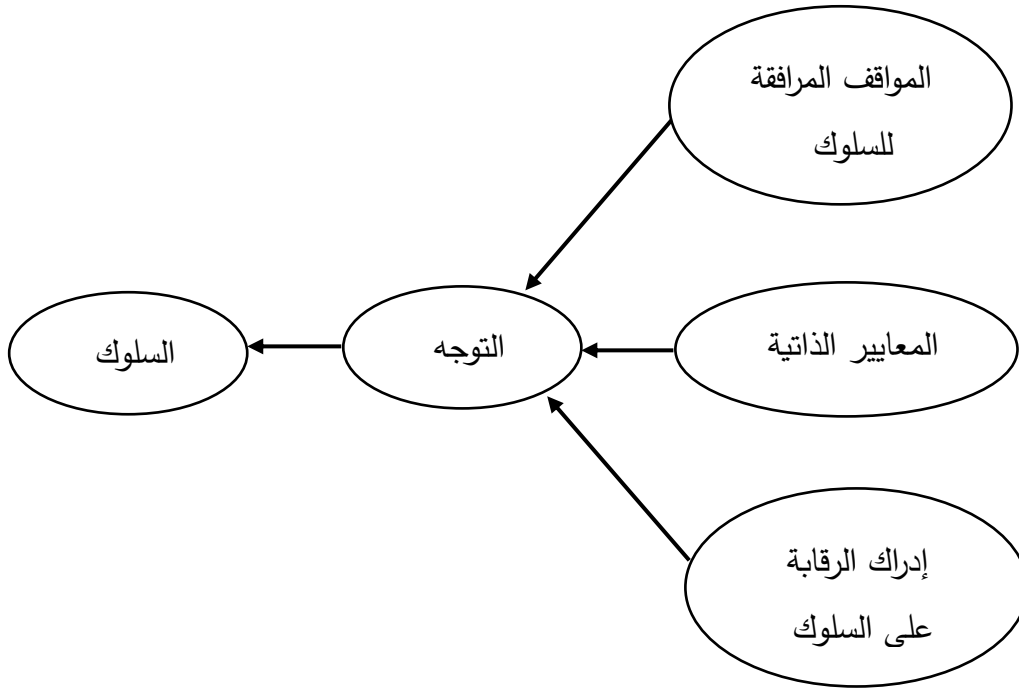 المواقف المرافقة
للسلوك
المعايير الذاتية
التوجه
السلوك
إدراك الرقابة
على السلوك